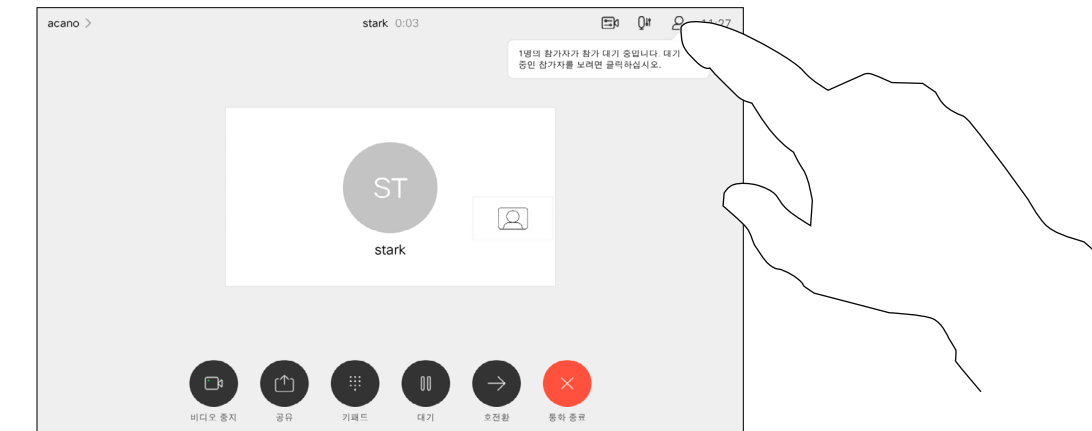 acano >
stark 0:03
11:27
1명의 참가자가 참가 대기 중입니다. 대기
중인 참가자를 보려면 클릭하십시오.
ST
stark
비디오 중지
공유
키패드
대기
호전환
통화 종료